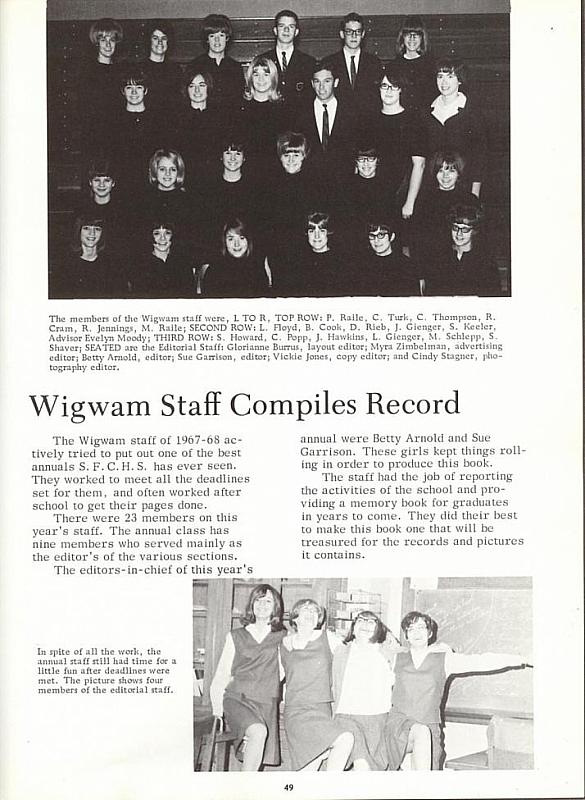 The members of the Wigwam staff were, L TO R, TOP ROW: P. Raile, C. Turk, C. Thompson, R.
Cram, R. Jennings, M. Raile; SECOND ROW: L. Floyd, B. Cook, D. Rieb, J. Gienger, S. Keeler,
Advisor Evelyn Moody; THIRD ROW: S. Howard, C. Popp, J. Hawkins, L. Gienger, M. Schlepp, S.
Shaver; SEATED are the Editorial Staff: Glorianne Burrus, layout editor; Myra Zimbelman, advertising
editor; Betty Arnold, editor; Sue Garrison, editor; Vickie Jones, copy editor; and Cindy Stagner, pho-
tography editor.
Wigwam Staff Compiles Record
The Wigwam staff of 1967-68 ac-
tively tried to put out one of the best
annuals S.F.C.H.S. has ever seen.
They worked to meet all the deadlines
set for them, and often worked after
school to get their pages done.
There were 23 members on this
year's staff. The annual class has
nine members who served mainly as
the editor's of the various sections.
The editors-in-chief of this year's
annual were Betty Arnold and Sue
Garrison. These girls kept things roll-
ing in order to produce this book.
The staff had the job of reporting
the activities of the school and pro-
viding a memory book for graduates
in years to come. They did their best
to make this book one that will be
treasured for the records and pictures
it contains.
In spite of all the work, the
annual staff still had time for a
little fun after deadlines were
met. The picture shows four
members of the editorial staff.
49